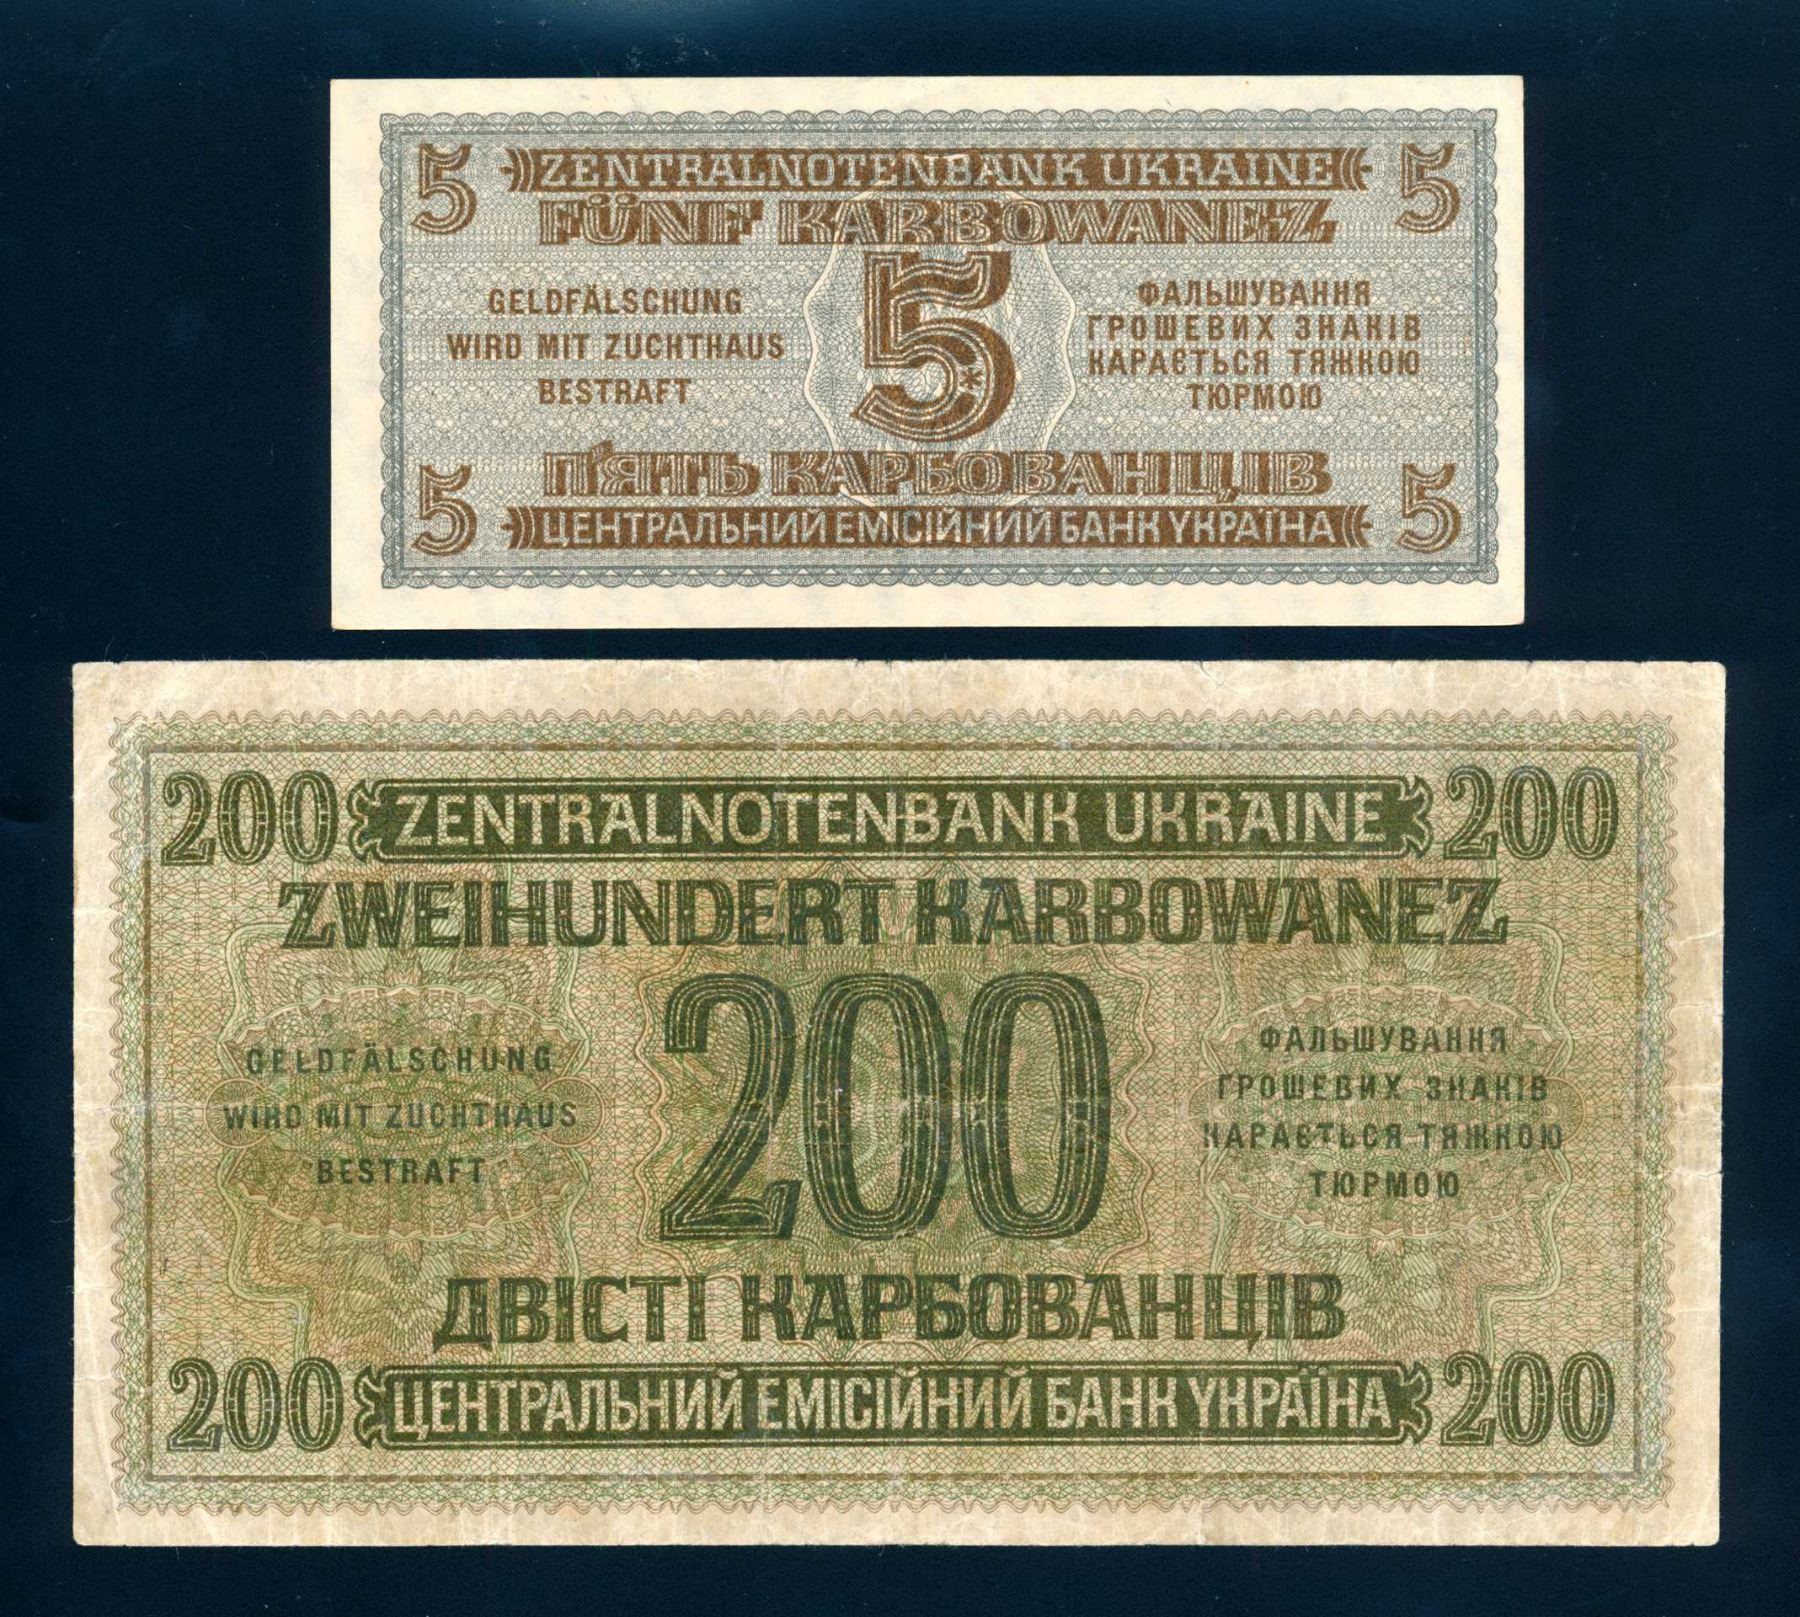 5 ZENTRALNOTENBANK UKRAINE 5
FÜNF KARBOWANEZ
5
GELDFÄLSCHUNG
WIRD MIT ZUCHTHAUS
BESTRAFT
ФАЛЬШУВАННЯ
ГРОШЕВИХ ЗНАКІВ
КАРАЄТЬСЯ ТЯЖКОЮ
ТЮРМОЮ
П'ЯТЬ КАРБОВАНЦІВ
5 ЦЕНТРАЛЬНИЙ ЕМІСІЙНИЙ БАНК УКРАЇНА 5
200 ZENTRALNOTENBANK UKRAINE 200
ZWEIHUNDERT KARBOWANEZ
200
GELDFÄLSCHUNG
WIRD MIT ZUCHTHAUS
BESTRAFT
ФАЛЬШУВАННЯ
ГРОШЕВИХ ЗНАКІВ
КАРАЄТЬСЯ ТЯЖКОЮ
ТЮРМОЮ
ДВІСТІ КАРБОВАНЦІВ
200 ЦЕНТРАЛЬНИЙ ЕМІСІЙНИЙ БАНК УКРАЇНА 200